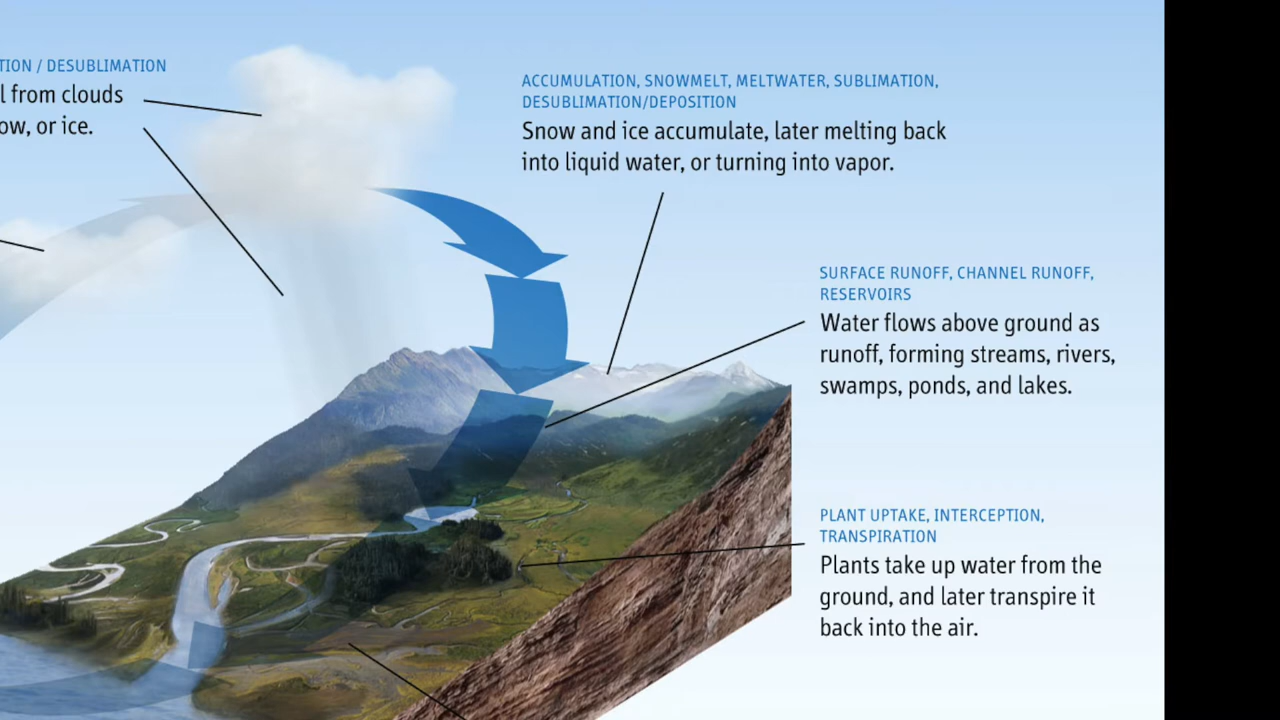 TION / DESUBLIMATION
l from clouds
ow, or ice.
ACCUMULATION, SNOWMELT, MELTWATER, SUBLIMATION,
DESUBLIMATION/DEPOSITION
Snow and ice accumulate, later melting back
into liquid water, or turning into vapor.
SURFACE RUNOFF, CHANNEL RUNOFF,
RESERVOIRS
Water flows above ground as
runoff, forming streams, rivers,
swamps, ponds, and lakes.
PLANT UPTAKE, INTERCEPTION,
TRANSPIRATION
Plants take up water from the
ground, and later transpire it
back into the air.